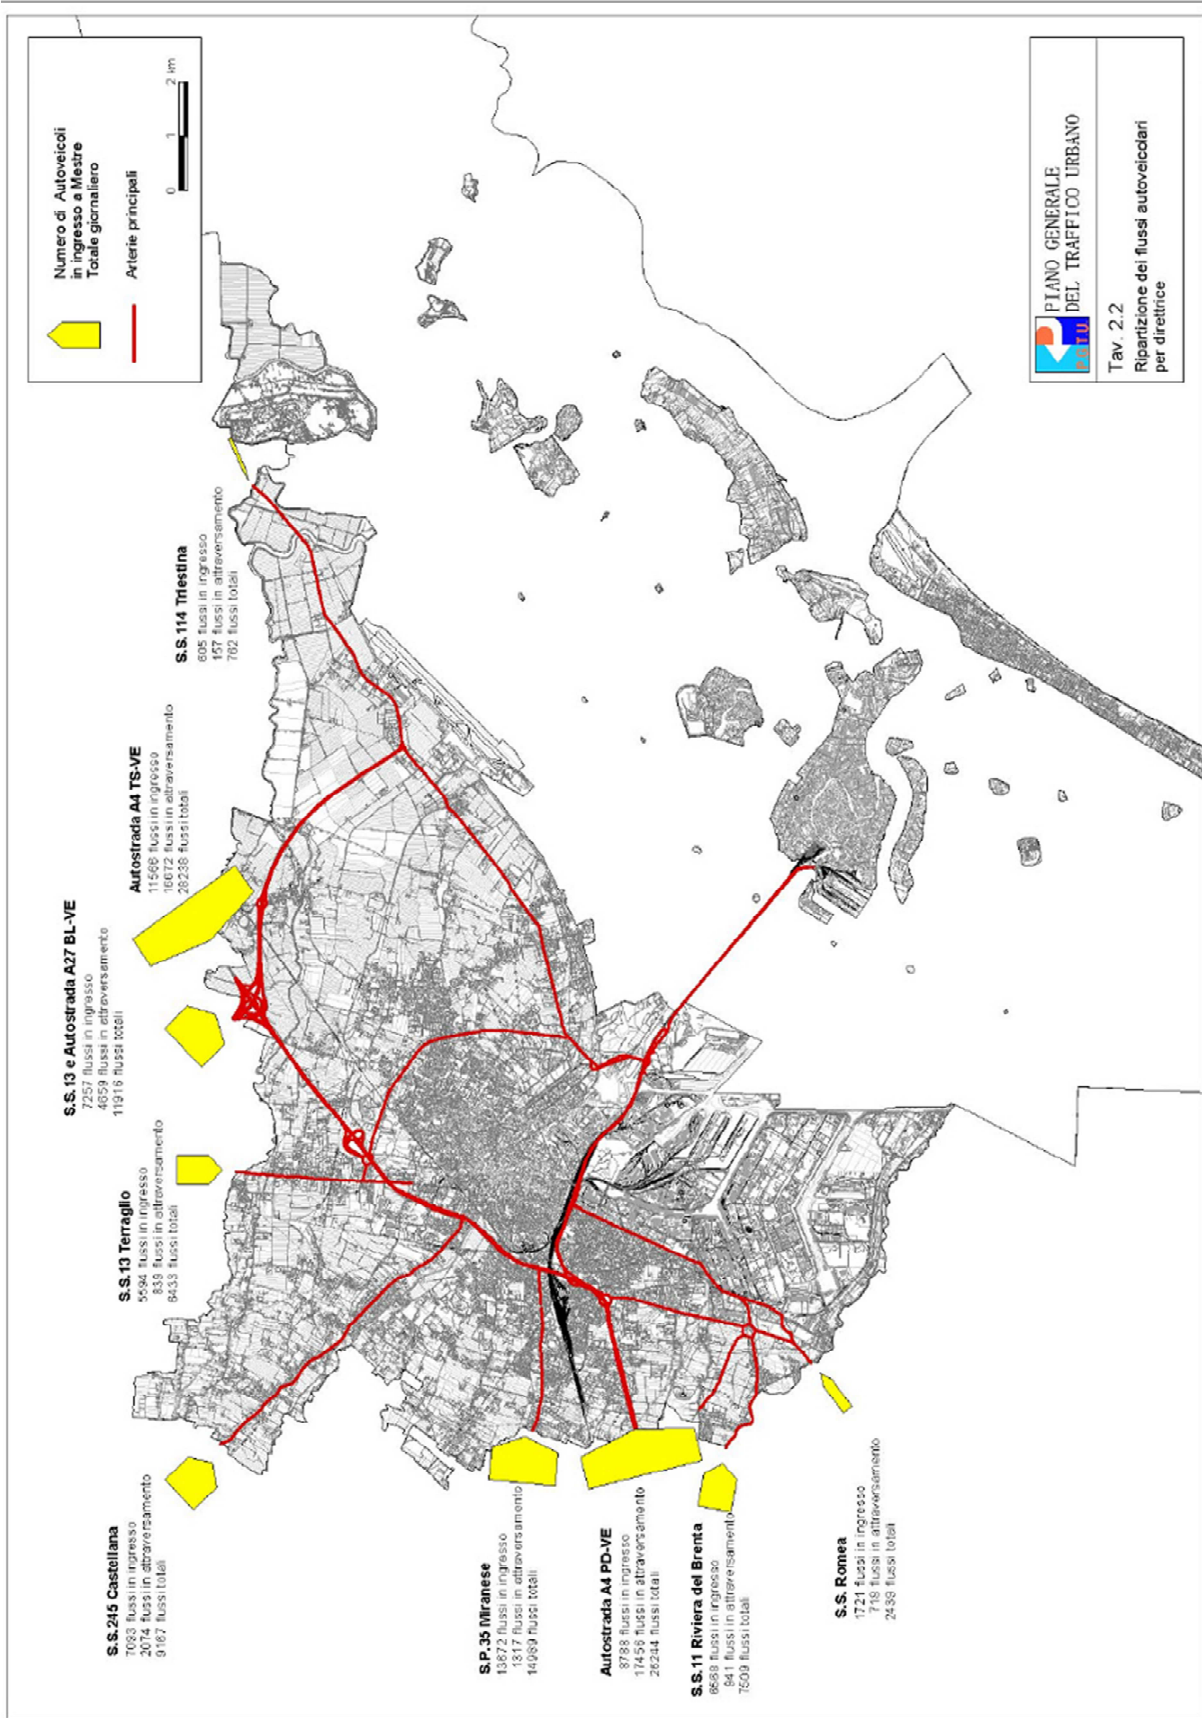 Numero di Autoveicoli
in ingresso a Mestre
Totale giornaliero
Arterie principali
0 1 2 km
S.S.114 Triestina
605 flussi in ingresso
157 flussi in attraversamento
762 flussi totali
Autostrada A4 TS-VE
11566 flussi in ingresso
16672 flussi in attraversamento
28238 flussi totali
S.S.13 e Autostrada A27 BL-VE
7257 flussi in ingresso
4659 flussi in attraversamento
11916 flussi totali
S.S.13 Terraglio
5594 flussi in ingresso
839 flussi in attraversamento
6433 flussi totali
S.S.245 Castellana
7093 flussi in ingresso
2074 flussi in attraversamento
9167 flussi totali
S.P.35 Miranese
13672 flussi in ingresso
1317 flussi in attraversamento
14989 flussi totali
Autostrada A4 PD-VE
8788 flussi in ingresso
17456 flussi in attraversamento
26244 flussi totali
S.S.11 Riviera del Brenta
6568 flussi in ingresso
941 flussi in attraversamento
7509 flussi totali
S.S. Romea
1721 flussi in ingresso
718 flussi in attraversamento
2439 flussi totali
P.G.T.U.
PIANO GENERALE
DEL TRAFFICO URBANO
Tav. 2.2
Ripartizione dei flussi autoveicolari
per direttrice